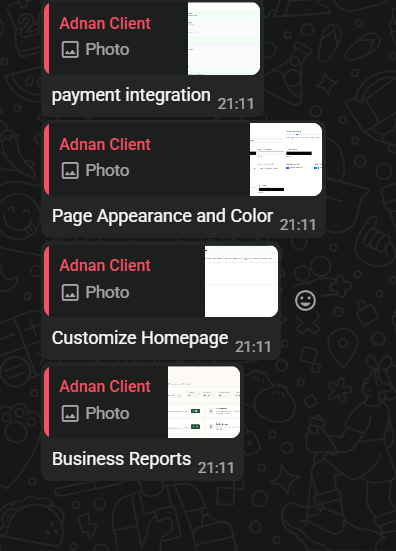 Adnan Client
Photo
payment integration 21:11
Adnan Client
Photo
Page Appearance and Color 21:11
Adnan Client
Photo
Customize Homepage 21:11
Adnan Client
Photo
Business Reports 21:11